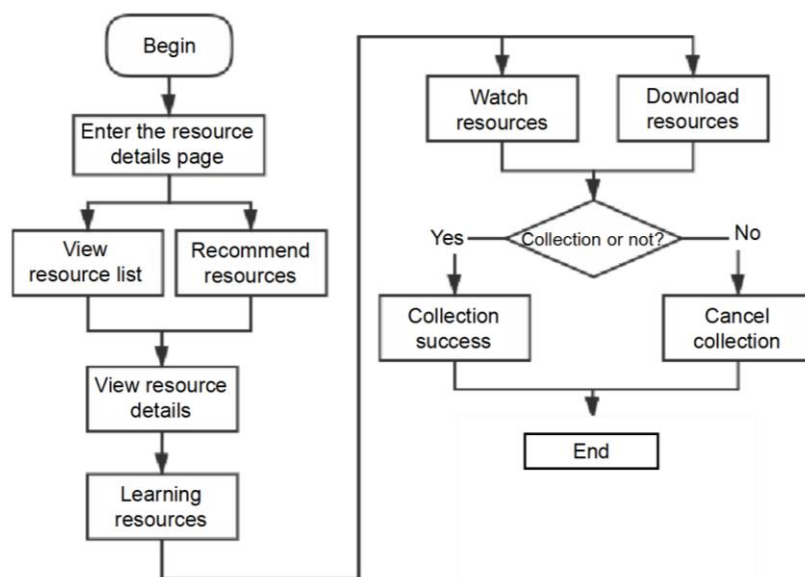 Begin
Enter the resource
details page
View
resource list
Recommend
resources
View resource
details
Learning
resources
Watch
resources
Download
resources
Collection or not?
Yes
No
Collection
success
Cancel
collection
End